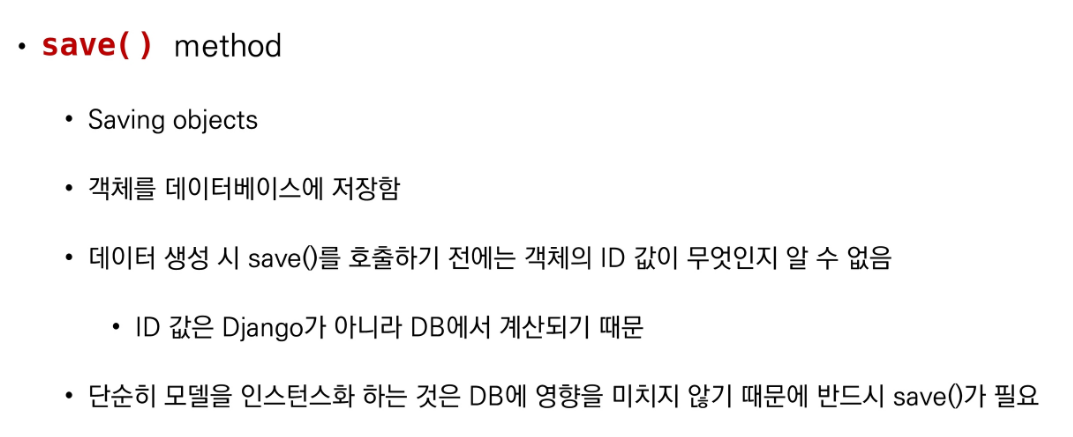 • save() method
• Saving objects
• 객체를 데이터베이스에 저장함
• 데이터 생성 시 save()를 호출하기 전에는 객체의 ID 값이 무엇인지 알 수 없음
• ID 값은 Django가 아니라 DB에서 계산되기 때문
• 단순히 모델을 인스턴스화 하는 것은 DB에 영향을 미치지 않기 때문에 반드시 save()가 필요